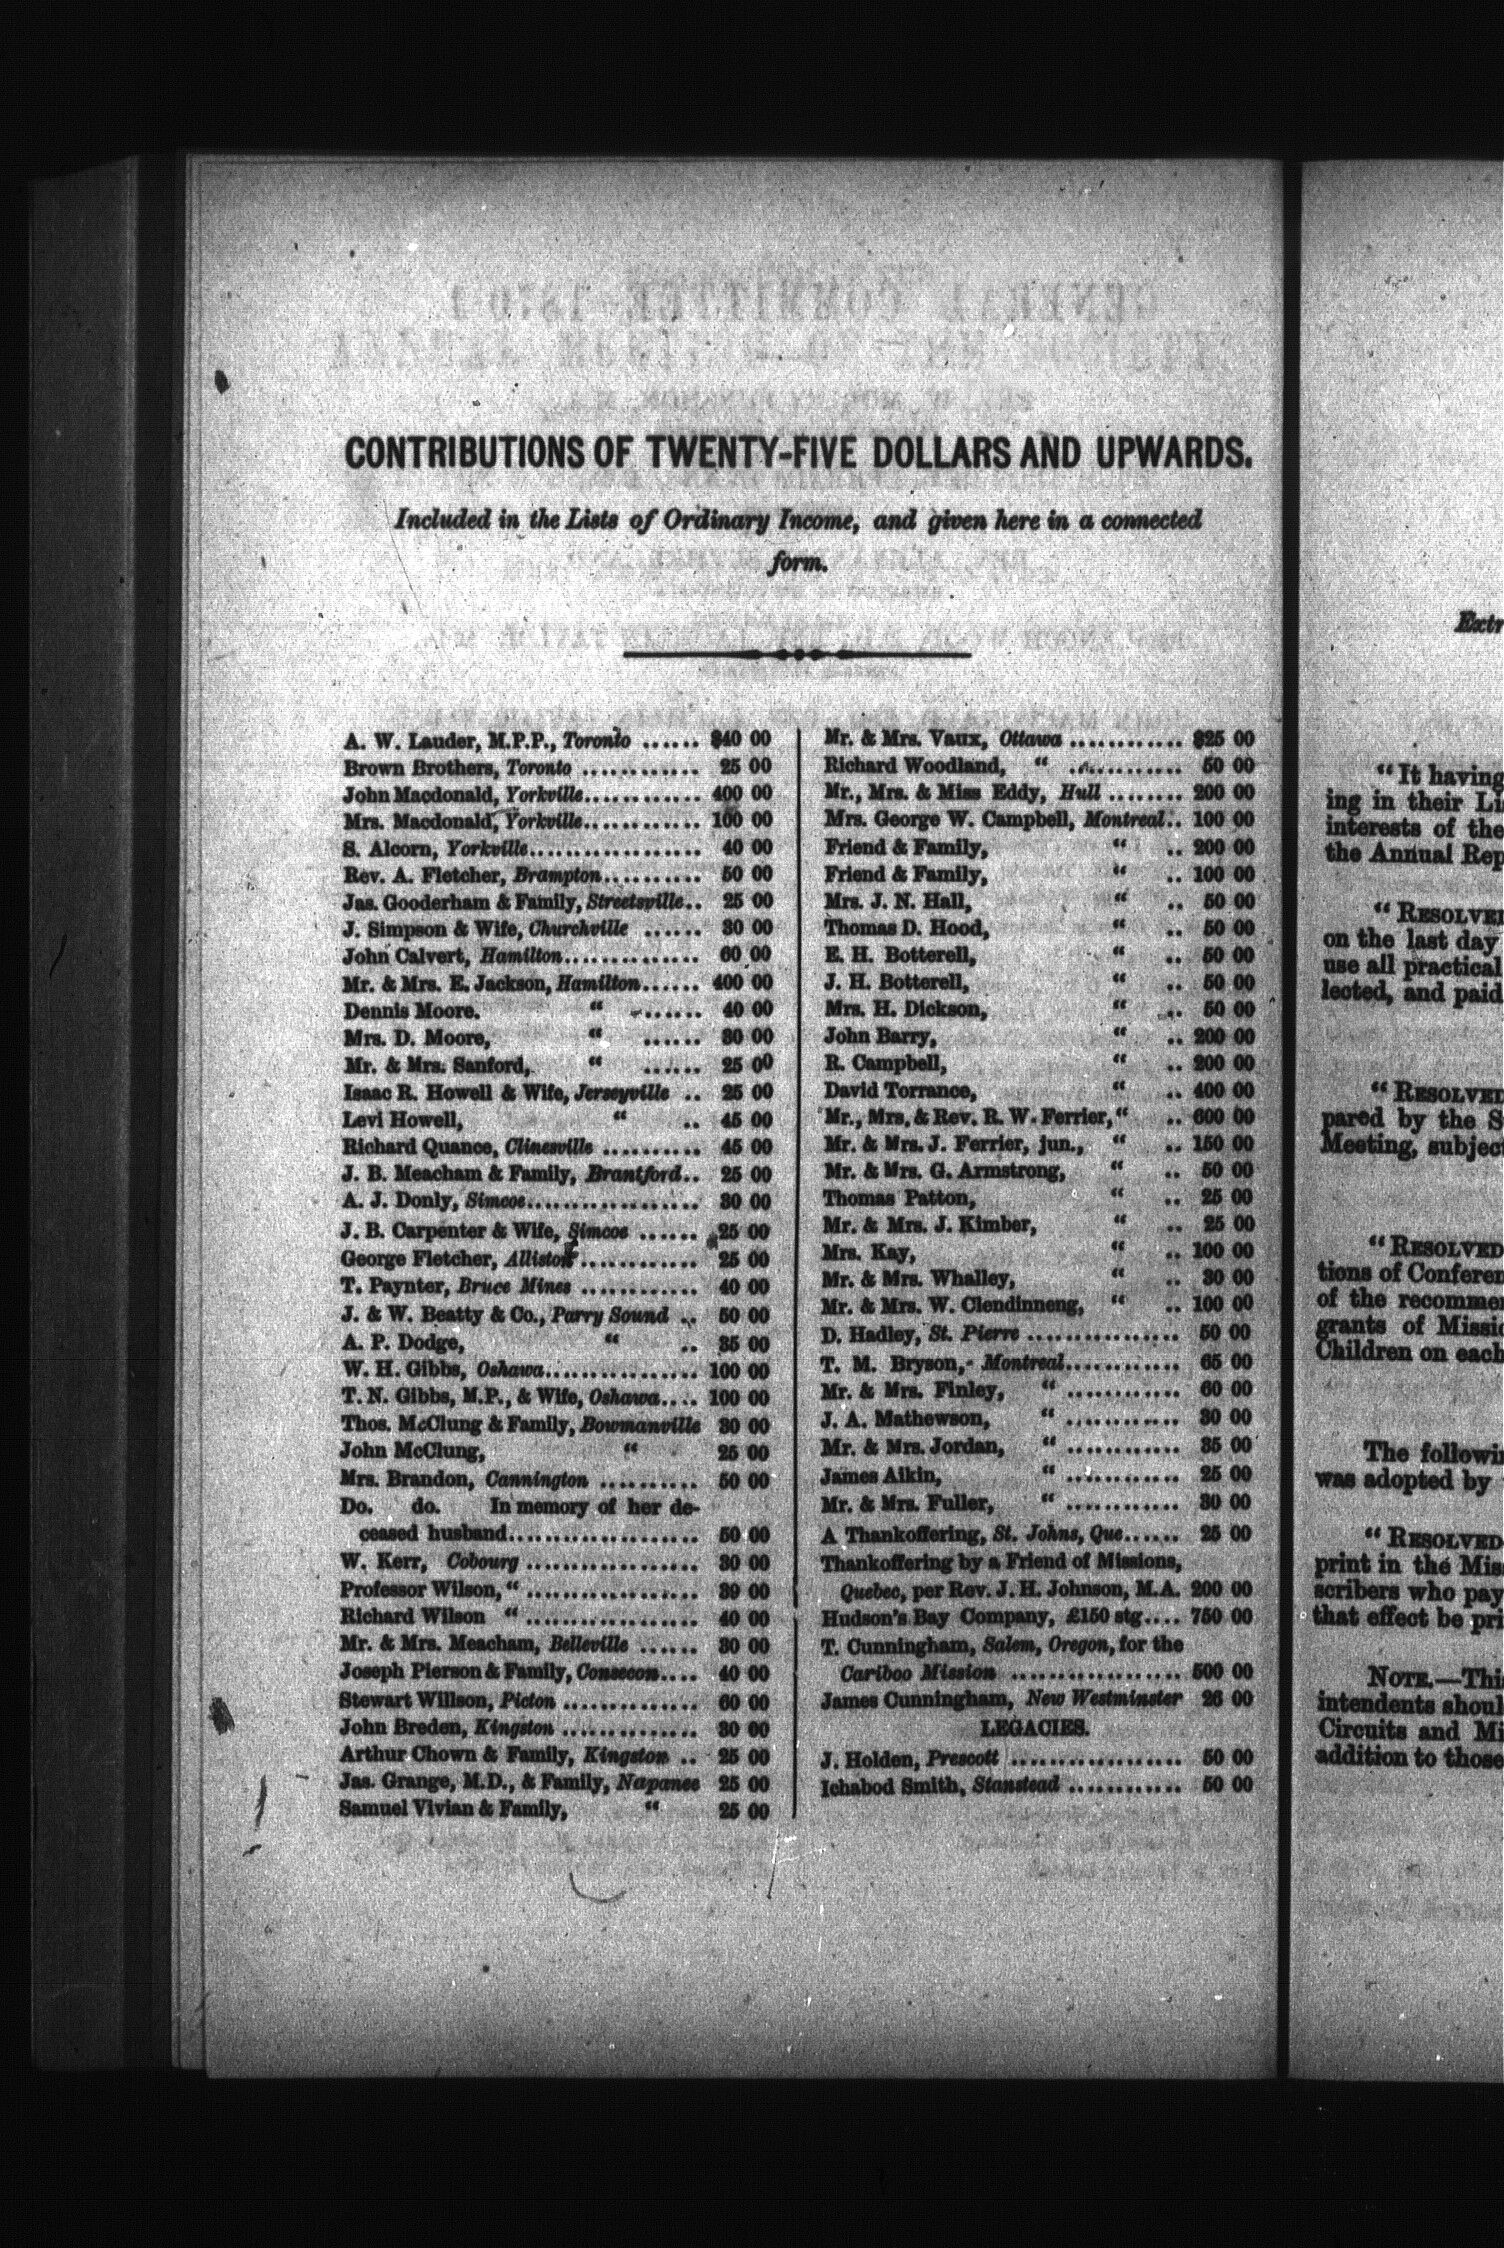 CONTRIBUTIONS OF TWENTY-FIVE DOLLARS AND UPWARDS.
Included in the Lists of Ordinary Income, and given here in a connected
form.
A. W. Lauder, M.P.P., Toronto ...... $40 00
Brown Brothers, Toronto ............ 25 00
John Macdonald, Yorkville............ 400 00
Mrs. Macdonald, Yorkville............ 100 00
S. Alcorn, Yorkville.................. 40 00
Rev. A. Fletcher, Brampton.......... 50 00
Jas. Gooderham & Family, Streetsville.. 25 00
J. Simpson & Wife, Churchville ...... 30 00
John Calvert, Hamilton.............. 60 00
Mr. & Mrs. E. Jackson, Hamilton...... 400 00
Dennis Moore. “ ...... 40 00
Mrs. D. Moore, “ ...... 30 00
Mr. & Mrs. Sanford, “ ...... 25 00
Isaac R. Howell & Wife, Jerseyville .. 25 00
Levi Howell, “ .. 45 00
Richard Quance, Clinesville .......... 45 00
J. B. Meacham & Family, Brantford.. 25 00
A. J. Donly, Simcoe.................. 30 00
J. B. Carpenter & Wife, Simcoe ...... 25 00
George Fletcher, Alliston ............ 25 00
T. Paynter, Bruce Mines ............ 40 00
J. & W. Beatty & Co., Parry Sound .. 50 00
A. P. Dodge, “ .. 35 00
W. H. Gibbs, Oshawa................ 100 00
T. N. Gibbs, M.P., & Wife, Oshawa.... 100 00
Thos. McClung & Family, Bowmanville 30 00
John McClung, “ 25 00
Mrs. Brandon, Cannington .......... 50 00
Do. do. In memory of her de-
ceased husband.................... 50 00
W. Kerr, Cobourg .................. 30 00
Professor Wilson, “ .................. 39 00
Richard Wilson “ .................. 40 00
Mr. & Mrs. Meacham, Belleville ...... 30 00
Joseph Pierson & Family, Consecon.... 40 00
Stewart Willson, Picton .............. 60 00
John Breden, Kingston .............. 30 00
Arthur Chown & Family, Kingston .. 25 00
Jas. Grange, M.D., & Family, Napanee 25 00
Samuel Vivian & Family, “ 25 00
Mr. & Mrs. Vaux, Ottawa ............ $25 00
Richard Woodland, “ ............ 50 00
Mr., Mrs. & Miss Eddy, Hull ........ 200 00
Mrs. George W. Campbell, Montreal.. 100 00
Friend & Family, “ .. 200 00
Friend & Family, “ .. 100 00
Mrs. J. N. Hall, “ .. 50 00
Thomas D. Hood, “ .. 50 00
E. H. Botterell, “ .. 50 00
J. H. Botterell, “ .. 50 00
Mrs. H. Dickson, “ .. 50 00
John Barry, “ .. 200 00
R. Campbell, “ .. 200 00
David Torrance, “ .. 400 00
Mr., Mrs. & Rev. R. W. Ferrier, “ .. 600 00
Mr. & Mrs. J. Ferrier, jun., “ .. 150 00
Mr. & Mrs. G. Armstrong, “ .. 50 00
Thomas Patton, “ .. 25 00
Mr. & Mrs. J. Kimber, “ .. 25 00
Mrs. Kay, “ .. 100 00
Mr. & Mrs. Whalley, “ .. 30 00
Mr. & Mrs. W. Clendinneng, “ .. 100 00
D. Hadley, St. Pierre ................ 50 00
T. M. Bryson, Montreal............ 65 00
Mr. & Mrs. Finley, “ ............ 60 00
J. A. Mathewson, “ ............ 30 00
Mr. & Mrs. Jordan, “ ............ 35 00
James Aikin, “ ............ 25 00
Mr. & Mrs. Fuller, “ ............ 30 00
A Thankoffering, St. Johns, Que...... 25 00
Thankoffering by a Friend of Missions,
Quebec, per Rev. J. H. Johnson, M.A. 200 00
Hudson's Bay Company, £150 stg.... 750 00
T. Cunningham, Salem, Oregon, for the
Cariboo Mission .................. 500 00
James Cunningham, New Westminster 26 00
LEGACIES.
J. Holden, Prescott .................. 50 00
Ichabod Smith, Stanstead ............ 50 00
Extr
“It having
ing in their
interests of the
the Annual Rep
“RESOLVED
on the last day
use all practical
lected, and paid
“RESOLVED
pared by the S
Meeting, subject
“RESOLVED
tions of Conferen
of the recommen
grants of Missio
Children on each
The followin
was adopted by
“RESOLVED
print in the Miss
scribers who pay
that effect be pri
NOTE.—This
intendents shoul
Circuits and Mi
addition to those